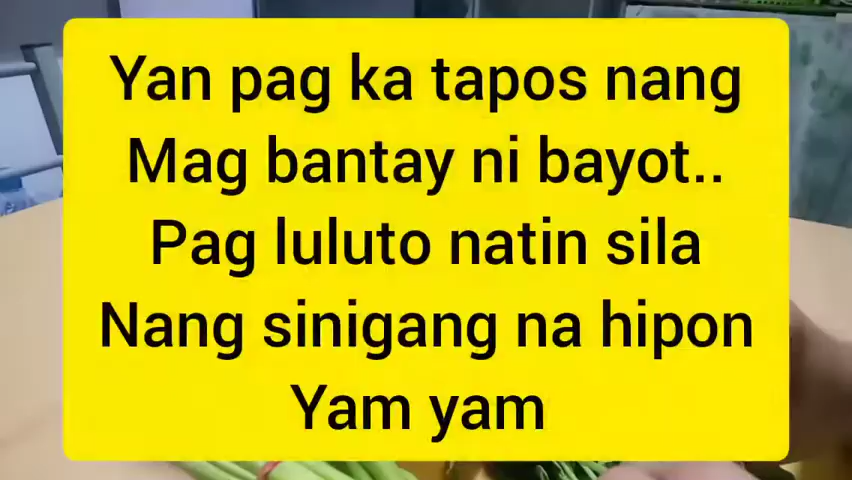 Yan pag ka tapos nang
Mag bantay ni bayot..
Pag luluto natin sila
Nang sinigang na hipon
Yam yam